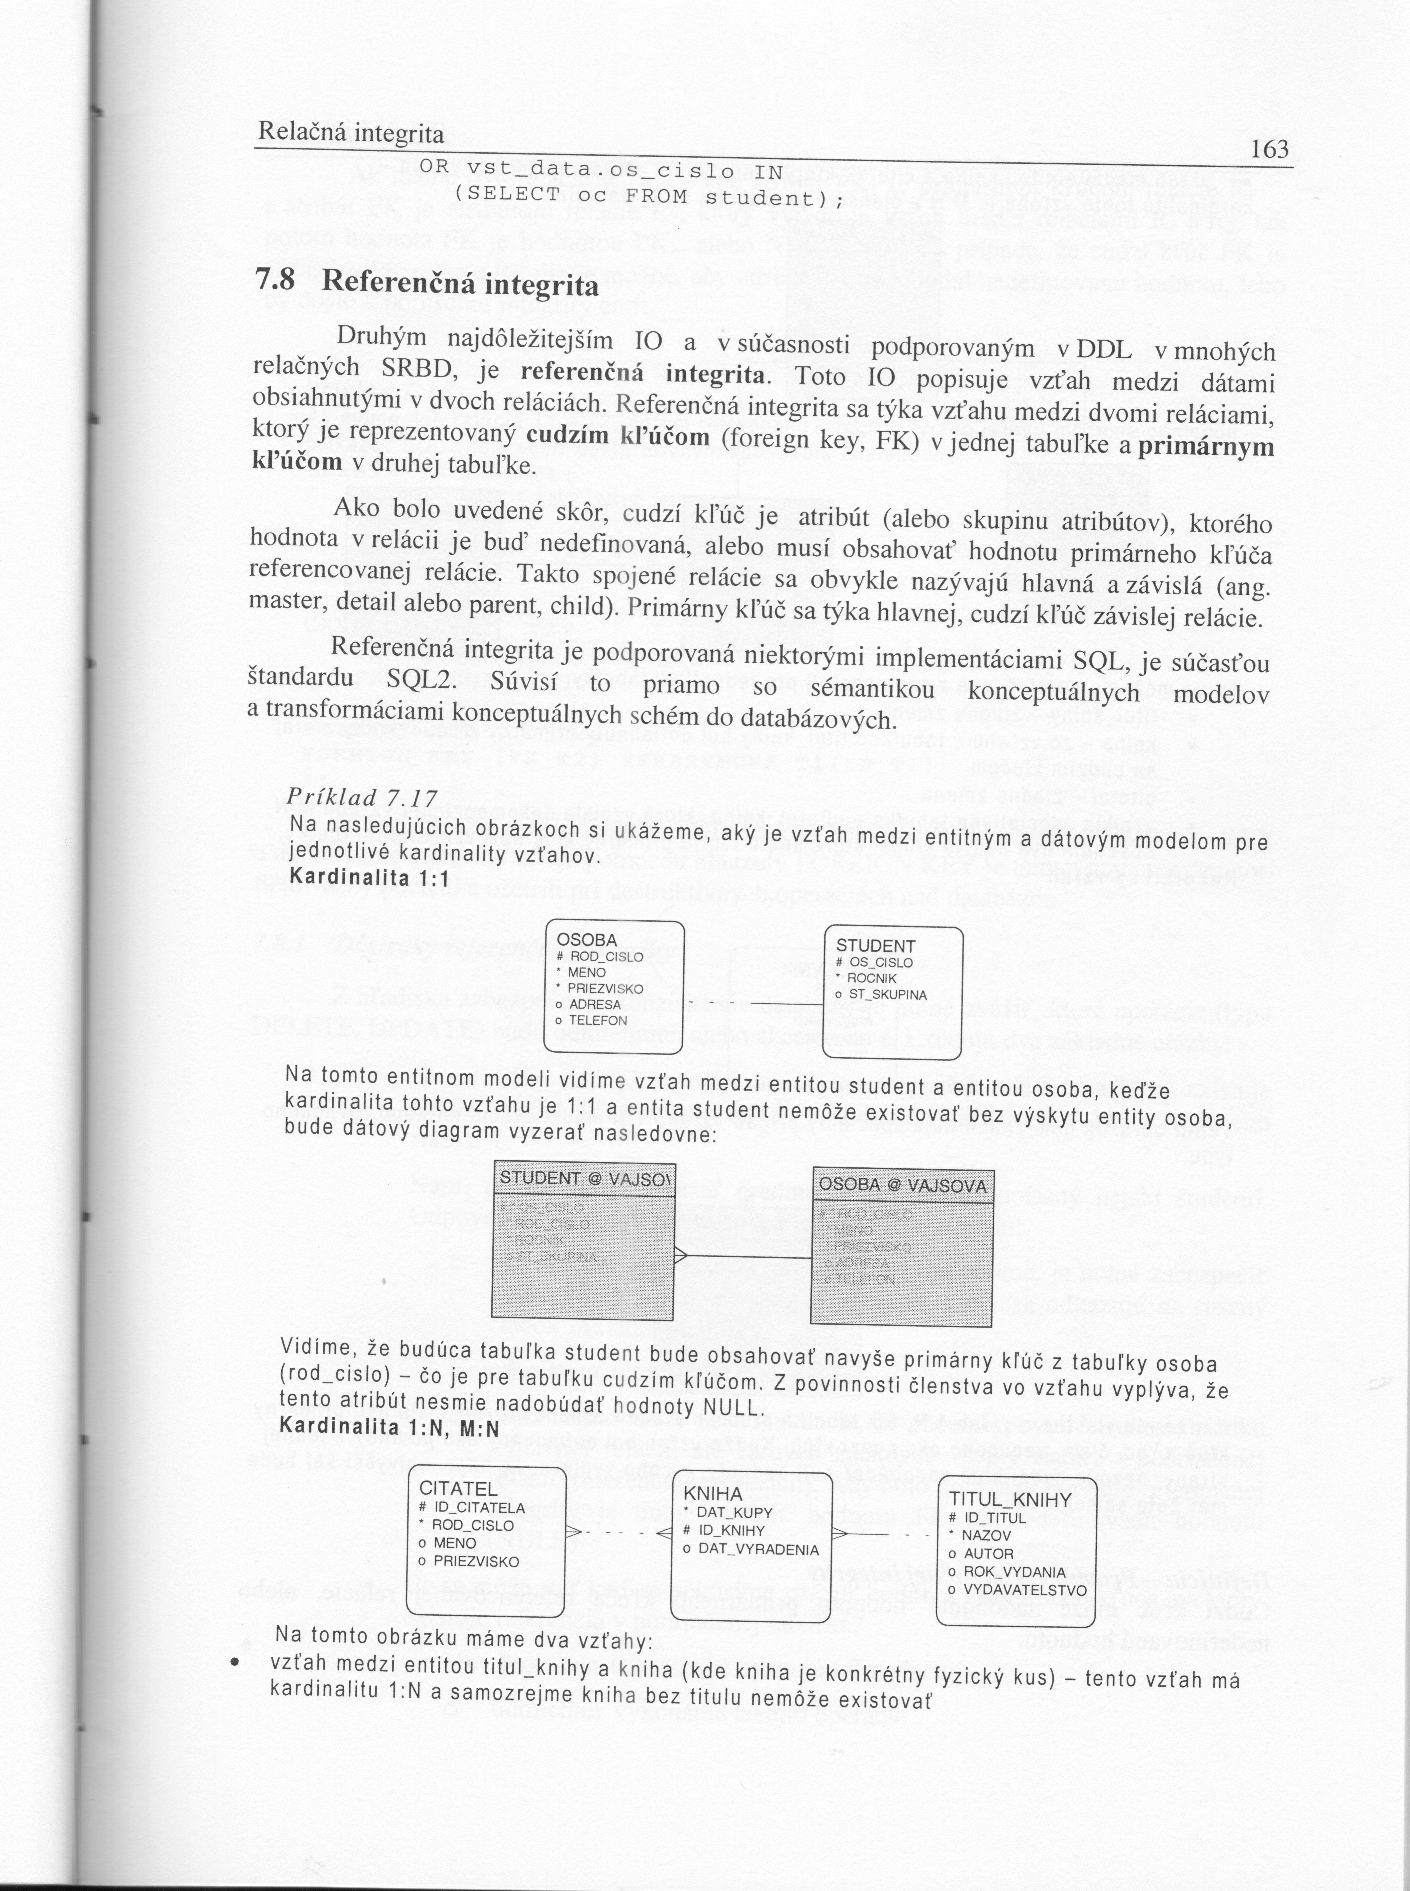 Relačná integrita
163
OR vst_data.os_cislo IN
(SELECT oc FROM student);
7.8 Referenčná integrita
Druhým najdôležitejším IO a v súčasnosti podporovaným v DDL v mnohých
relačných SRBD, je referenčná integrita. Toto IO popisuje vzťah medzi dátami
obsiahnutými v dvoch reláciách. Referenčná integrita sa týka vzťahu medzi dvomi reláciami,
ktorý je reprezentovaný cudzím kľúčom (foreign key, FK) v jednej tabuľke a primárnym
kľúčom v druhej tabuľke.
Ako bolo uvedené skôr, cudzí kľúč je atribút (alebo skupinu atribútov), ktorého
hodnota v relácii je buď nedefinovaná, alebo musí obsahovať hodnotu primárneho kľúča
referencovanej relácie. Takto spojené relácie sa obvykle nazývajú hlavná a závislá (ang.
master, detail alebo parent, child). Primárny kľúč sa týka hlavnej, cudzí kľúč závislej relácie.
Referenčná integrita je podporovaná niektorými implementáciami SQL, je súčasťou
štandardu SQL2. Súvisí to priamo so sémantikou konceptuálnych modelov
a transformáciami konceptuálnych schém do databázových.
Príklad 7.17
Na nasledujúcich obrázkoch si ukážeme, aký je vzťah medzi entitným a dátovým modelom pre
jednotlivé kardinality vzťahov.
Kardinalita 1:1
OSOBA
# ROD_CISLO
* MENO
* PRIEZVISKO
o ADRESA
o TELEFON
STUDENT
# OS_CISLO
* ROCNIK
o ST_SKUPINA
Na tomto entitnom modeli vidíme vzťah medzi entitou student a entitou osoba, keďže
kardinalita tohto vzťahu je 1:1 a entita student nemôže existovať bez výskytu entity osoba,
bude dátový diagram vyzerať nasledovne:
STUDENT @ VAJSOV
# * OS_CISLO
* ROD_CISLO
* ROCNIK
o ST_SKUPINA
OSOBA @ VAJSOVA
# * ROD_CISLO
* MENO
* PRIEZVISKO
o ADRESA
o TELEFON
Vidíme, že budúca tabuľka student bude obsahovať navyše primárny kľúč z tabuľky osoba
(rod_cislo) – čo je pre tabuľku cudzím kľúčom. Z povinnosti členstva vo vzťahu vyplýva, že
tento atribút nesmie nadobúdať hodnoty NULL.
Kardinalita 1:N, M:N
CITATEL
# ID_CITATELA
* ROD_CISLO
o MENO
o PRIEZVISKO
KNIHA
* DAT_KUPY
# ID_KNIHY
o DAT_VYRADENIA
TITUL_KNIHY
# ID_TITUL
* NAZOV
o AUTOR
o ROK_VYDANIA
o VYDAVATELSTVO
Na tomto obrázku máme dva vzťahy:
• vzťah medzi entitou titul_knihy a kniha (kde kniha je konkrétny fyzický kus) – tento vzťah má
kardinalitu 1:N a samozrejme kniha bez titulu nemôže existovať